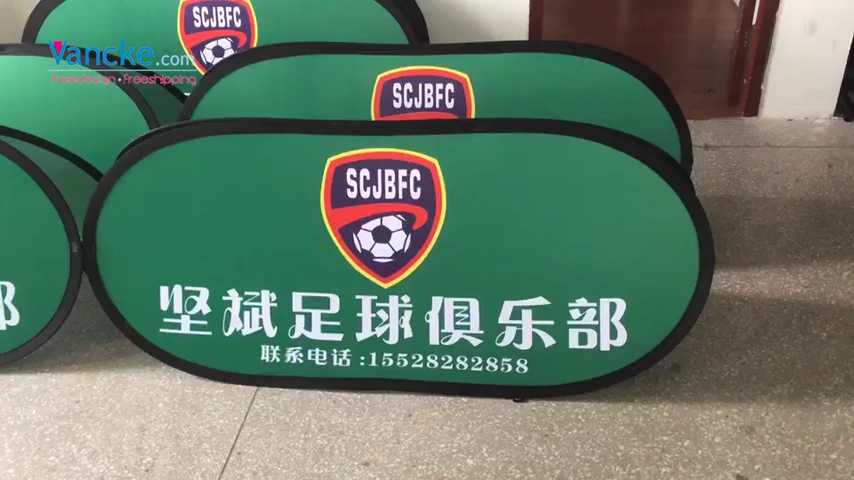 Vancke.com
Freedesign • Freeshipping
SCJBFC
SCJBFC
SCJBFC
坚斌足球俱乐部
联系电话:15528282858
部